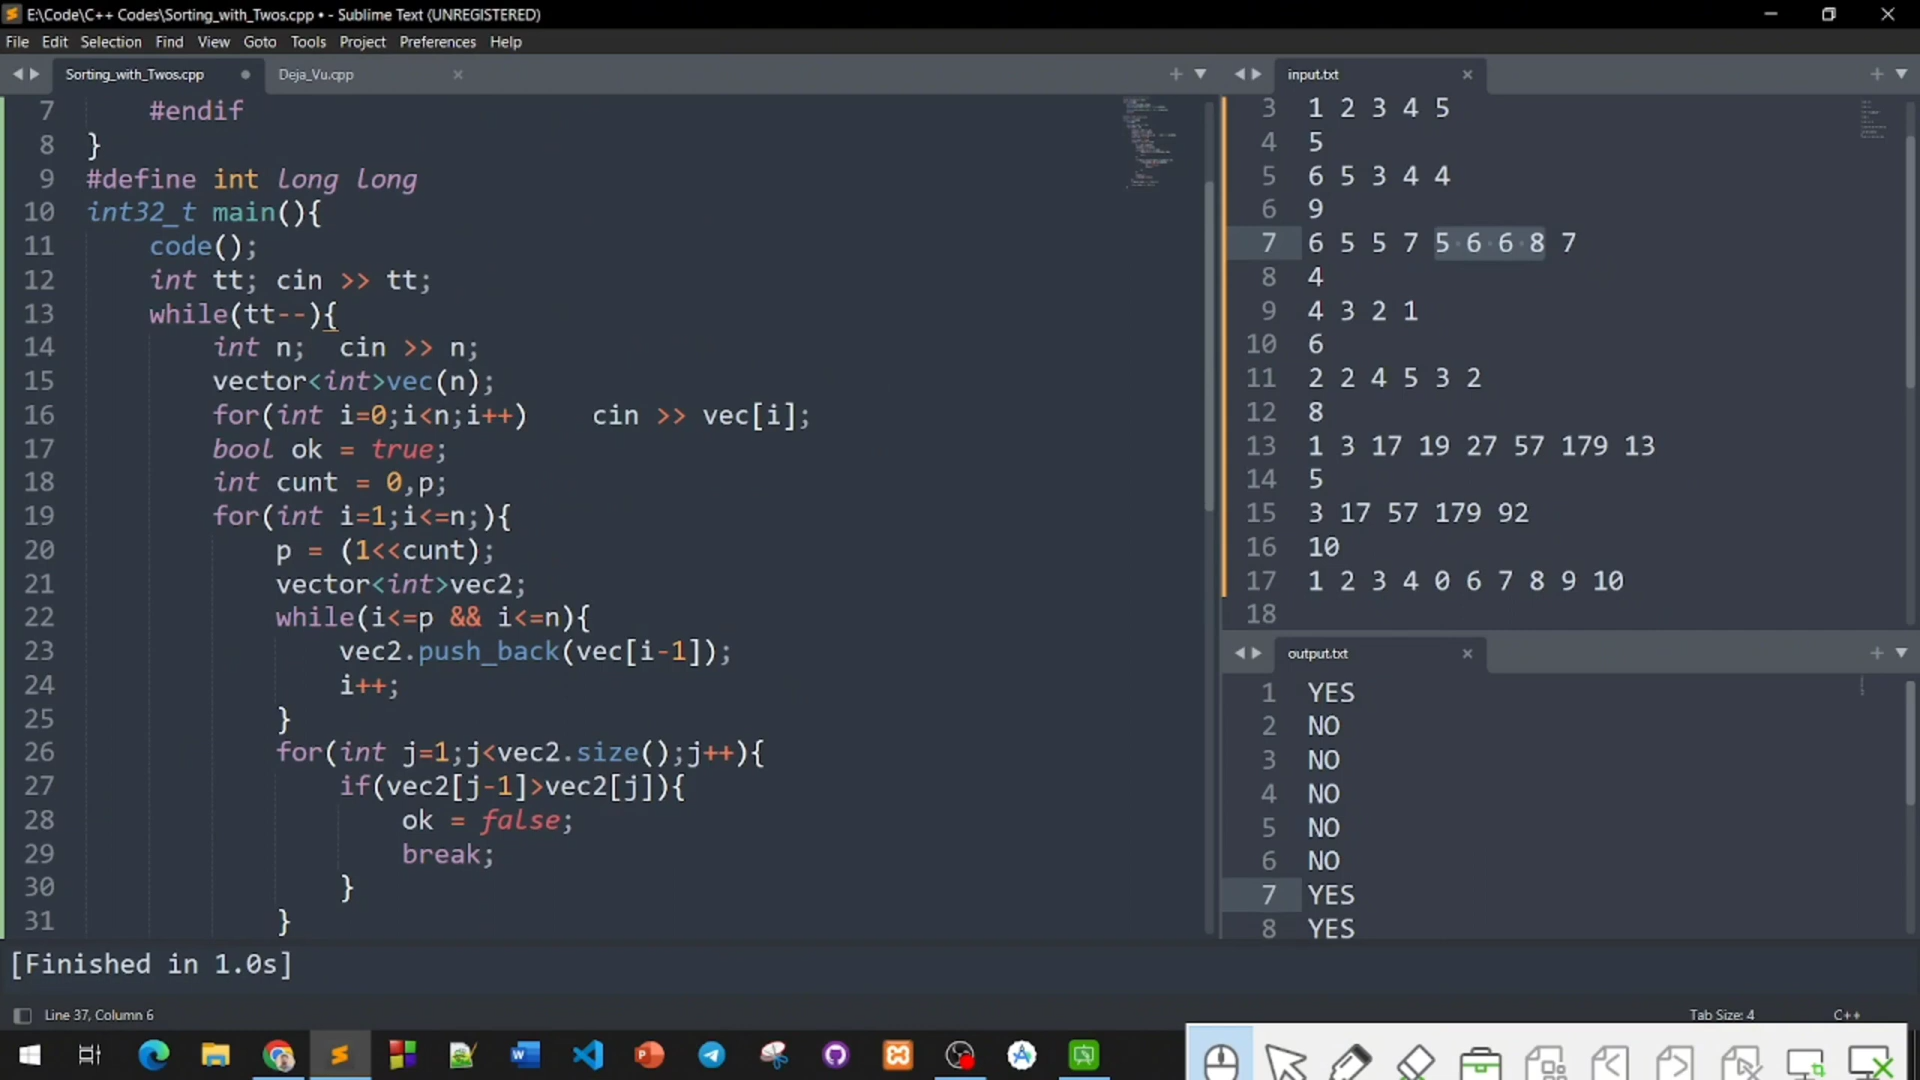 E:\Code\C++ Codes\Sorting_with_Twos.cpp • - Sublime Text (UNREGISTERED)
File Edit Selection Find View Goto Tools Project Preferences Help
Sorting_with_Twos.cpp
Deja_Vu.cpp
7 #endif
8 }
9 #define int long long
10 int32_t main(){
11 code();
12 int tt; cin >> tt;
13 while(tt--){
14 int n; cin >> n;
15 vector<int>vec(n);
16 for(int i=0;i<n;i++) cin >> vec[i];
17 bool ok = true;
18 int cunt = 0,p;
19 for(int i=1;i<=n;){
20 p = (1<<cunt);
21 vector<int>vec2;
22 while(i<=p && i<=n){
23 vec2.push_back(vec[i-1]);
24 i++;
25 }
26 for(int j=1;j<vec2.size();j++){
27 if(vec2[j-1]>vec2[j]){
28 ok = false;
29 break;
30 }
31 }
input.txt
3 1 2 3 4 5
4 5
5 6 5 3 4 4
6 9
7 6 5 5 7 5·6·6·8 7
8 4
9 4 3 2 1
10 6
11 2 2 4 5 3 2
12 8
13 1 3 17 19 27 57 179 13
14 5
15 3 17 57 179 92
16 10
17 1 2 3 4 0 6 7 8 9 10
18
output.txt
1 YES
2 NO
3 NO
4 NO
5 NO
6 NO
7 YES
8 YES
[Finished in 1.0s]
Line 37, Column 6
Tab Size: 4
C++